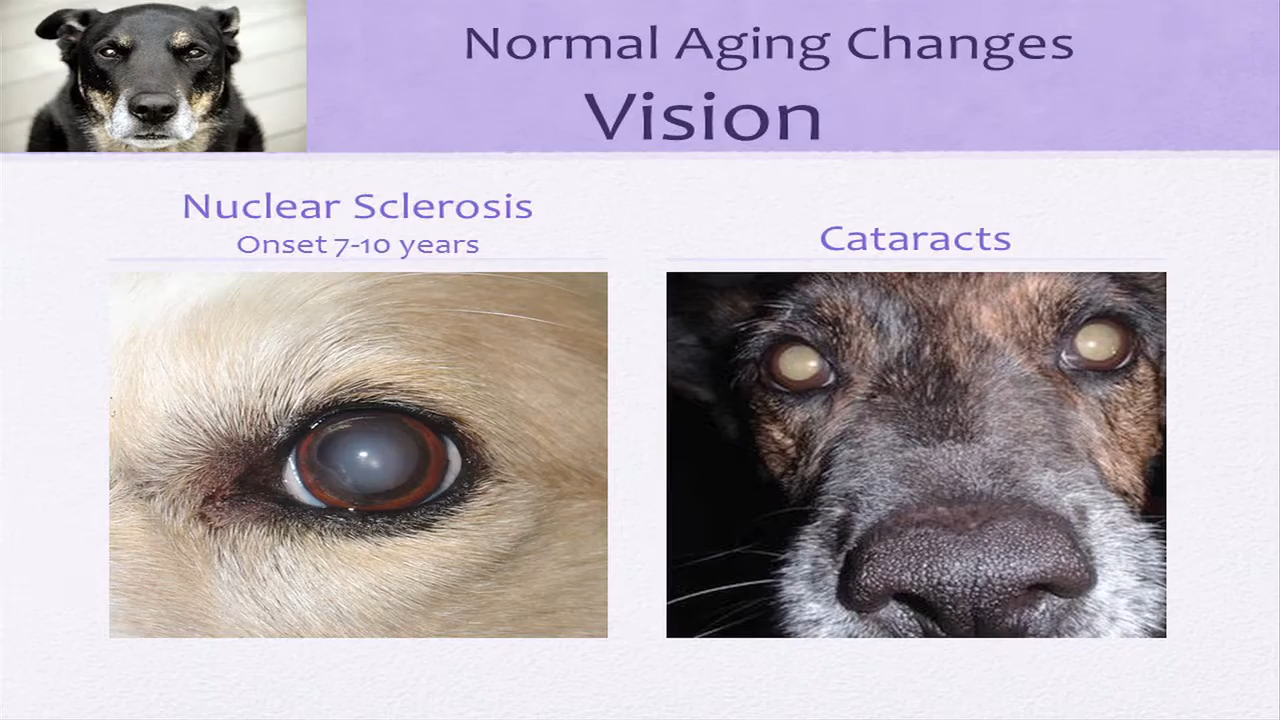 Normal Aging Changes
Vision
Nuclear Sclerosis
Onset 7-10 years
Cataracts